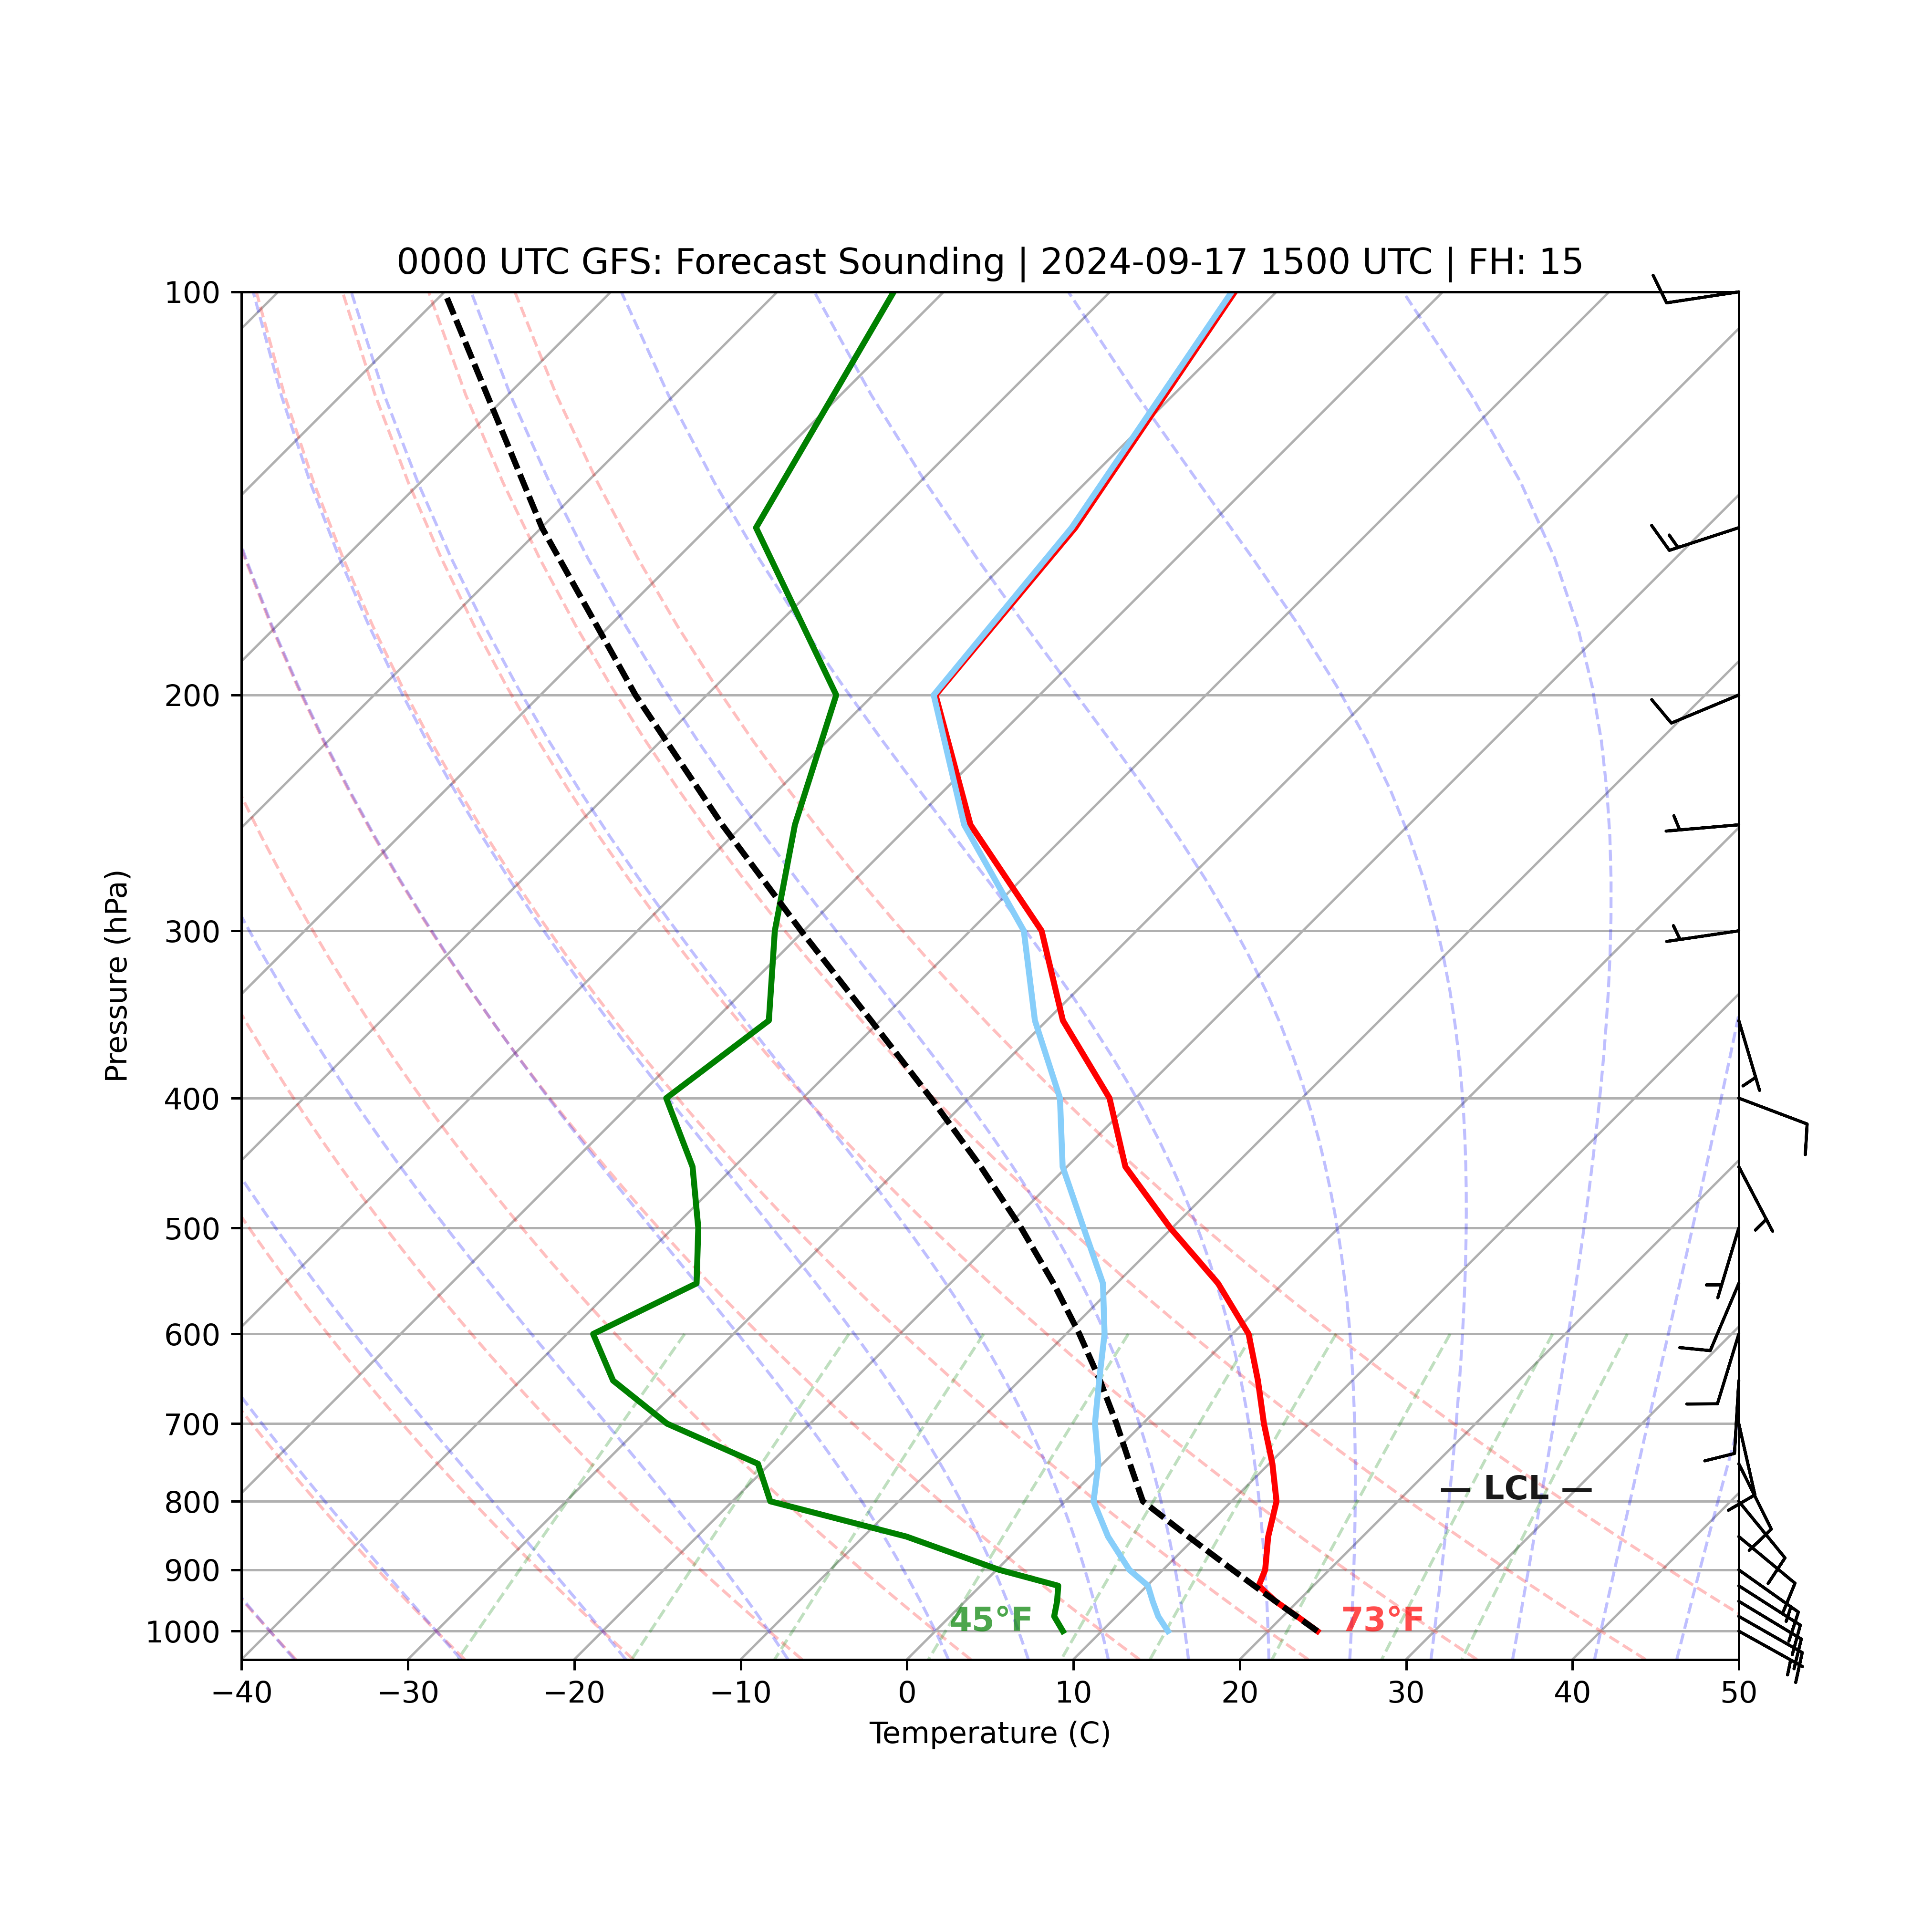 0000 UTC GFS: Forecast Sounding | 2024-09-17 1500 UTC | FH: 15
100
200
300
400
500
600
700
800
900
1000
Pressure (hPa)
— LCL —
45°F
73°F
−40 −30 −20 −10 0 10 20 30 40 50
Temperature (C)